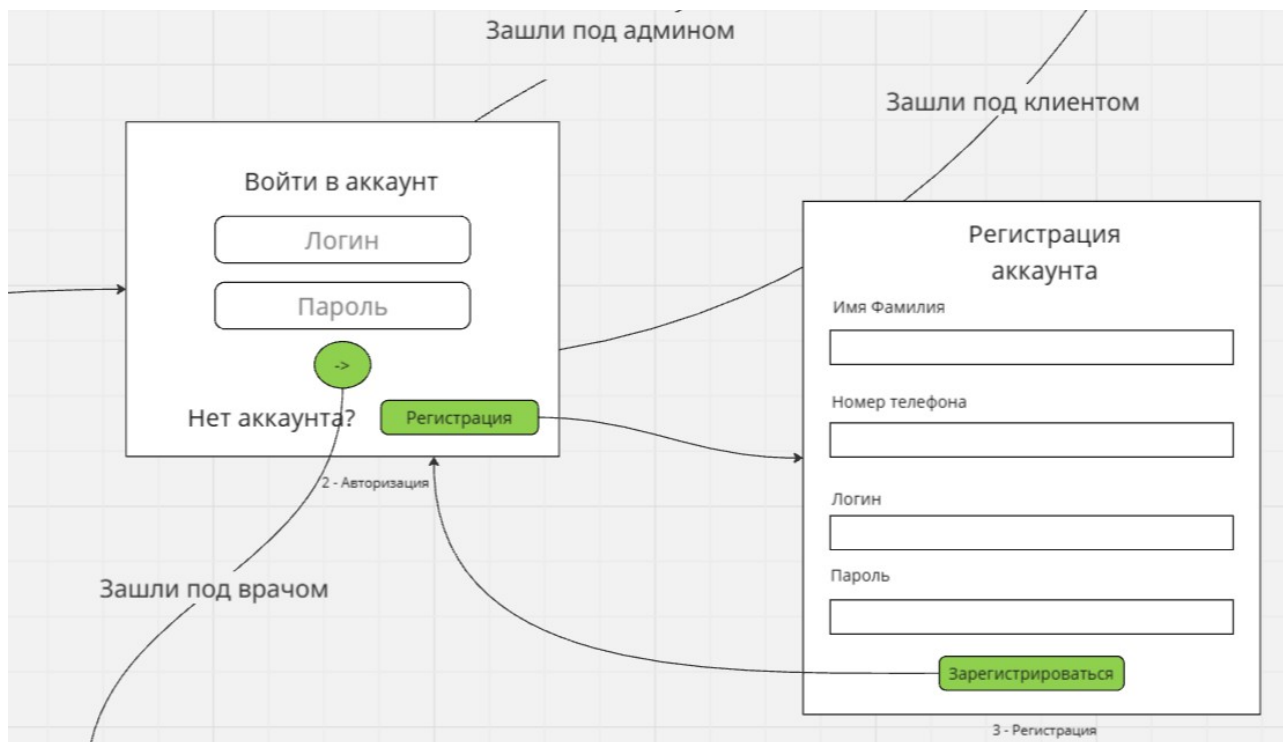 Зашли под админом
Зашли под клиентом
Войти в аккаунт
Логин
Пароль
->
Нет аккаунта?
Регистрация
2 - Авторизация
Зашли под врачом
Регистрация
аккаунта
Имя Фамилия
Номер телефона
Логин
Пароль
Зарегистрироваться
3 - Регистрация